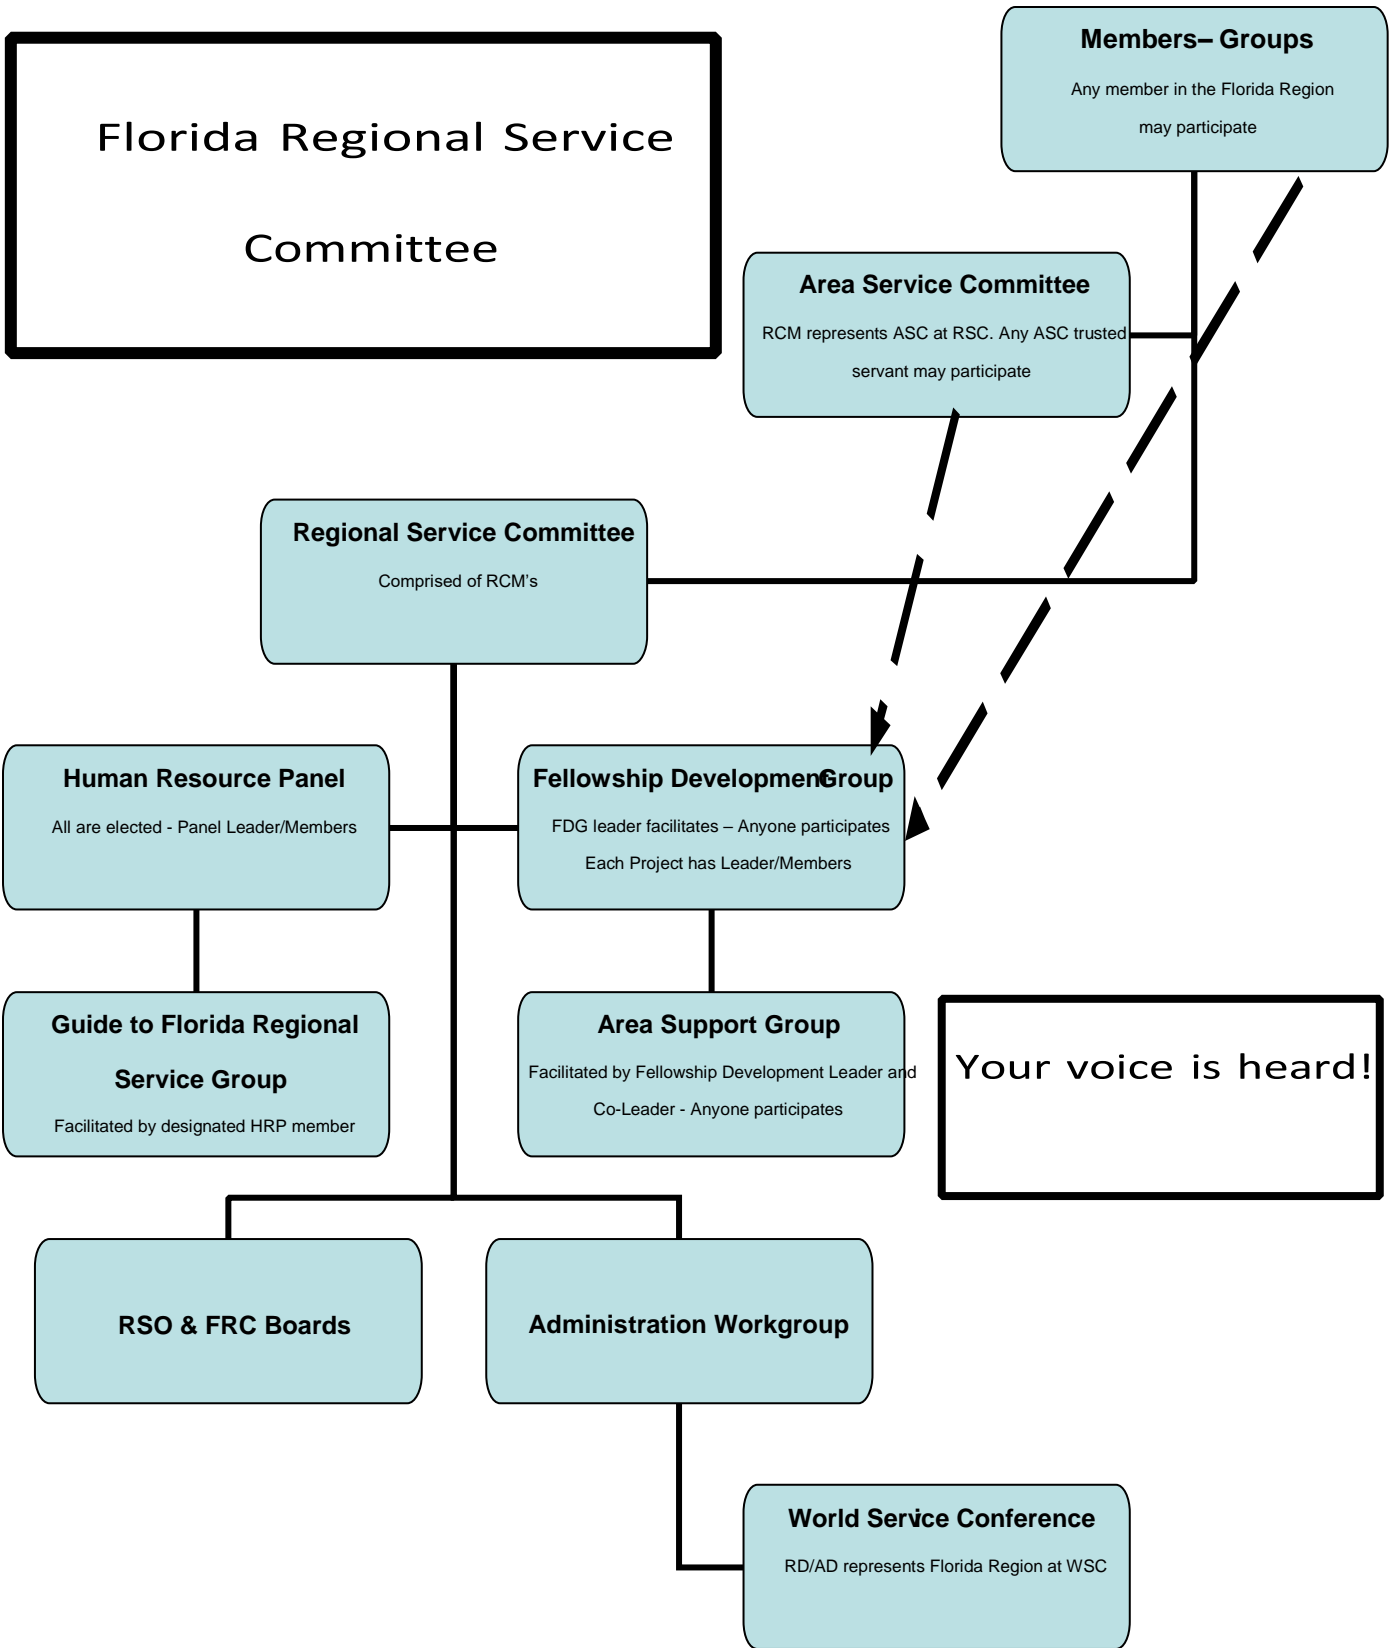 Florida Regional Service
Committee
Members– Groups
Any member in the Florida Region
may participate
Area Service Committee
RCM represents ASC at RSC. Any ASC trusted
servant may participate
Regional Service Committee
Comprised of RCM’s
Human Resource Panel
All are elected - Panel Leader/Members
Fellowship Development Group
FDG leader facilitates – Anyone participates
Each Project has Leader/Members
Guide to Florida Regional
Service Group
Facilitated by designated HRP member
Area Support Group
Facilitated by Fellowship Development Leader and
Co-Leader - Anyone participates
Your voice is heard!
RSO & FRC Boards
Administration Workgroup
World Service Conference
RD/AD represents Florida Region at WSC